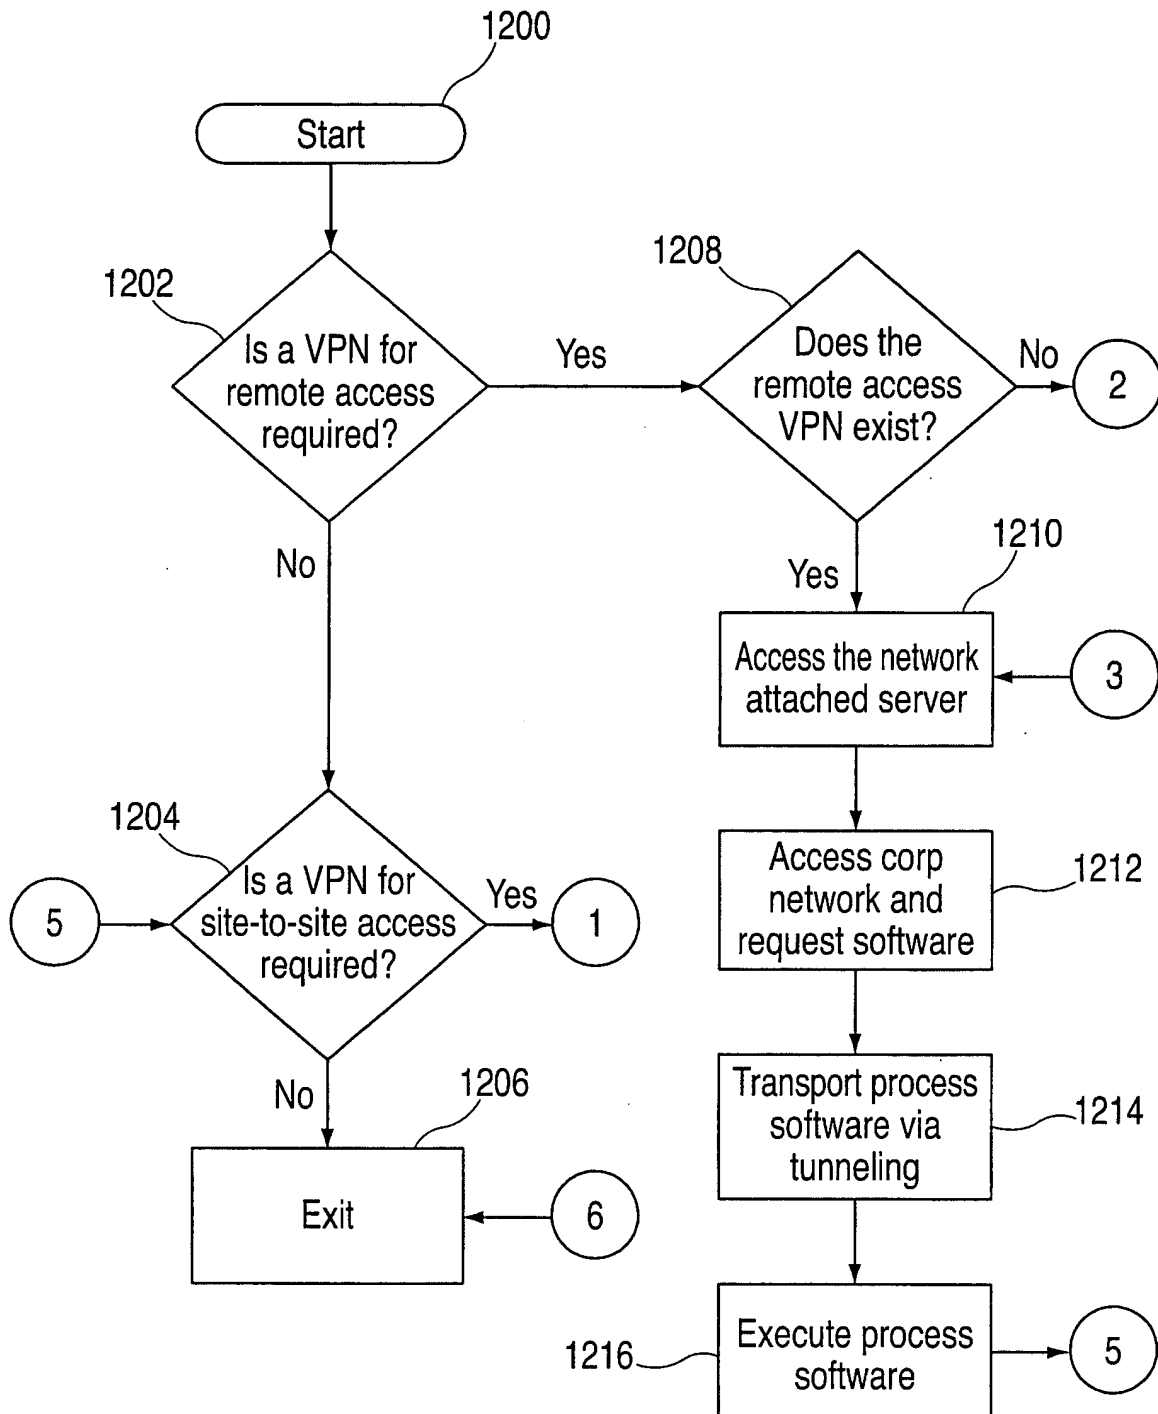 1200
Start
1202
Is a VPN for
remote access
required?
Yes
1208
Does the
remote access
VPN exist?
No
2
No
Yes
1210
Access the network
attached server
3
1204
5
Is a VPN for
site-to-site access
required?
Yes
1
Access corp
network and
request software
1212
No
1206
Exit
6
Transport process
software via
tunneling
1214
1216
Execute process
software
5